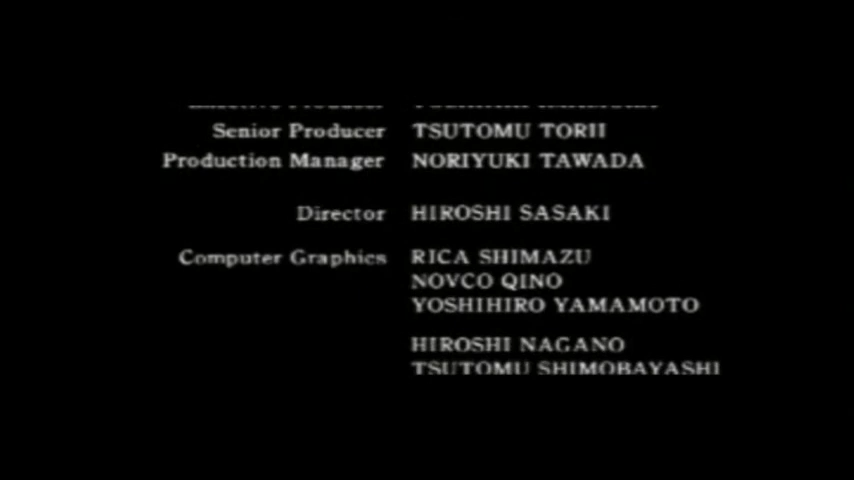 Senior Producer TSUTOMU TORII
Production Manager NORIYUKI TAWADA
Director HIROSHI SASAKI
Computer Graphics RICA SHIMAZU
NOVCO QINO
YOSHIHIRO YAMAMOTO
HIROSHI NAGANO
TSUTOMU SHIMOBAYASHI